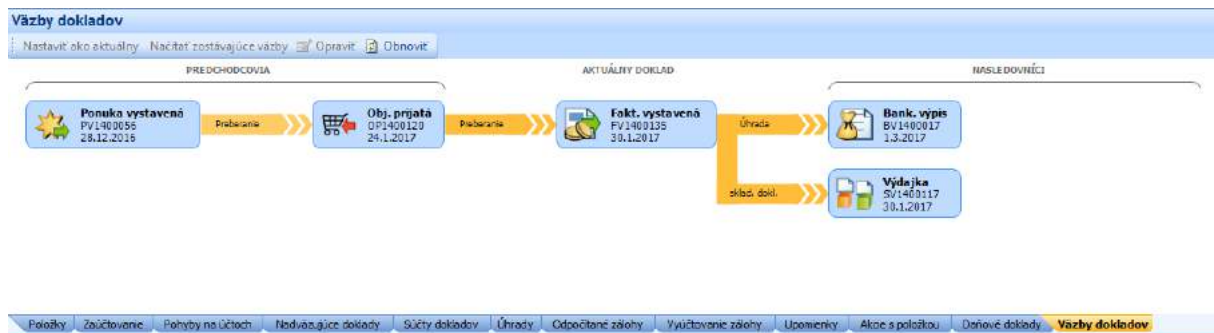 Väzby dokladov
Nastaviť ako aktuálny Načítať zostávajúce väzby Opraviť Obnoviť
PREDCHODCOVIA AKTUÁLNY DOKLAD NASLEDOVNÍCI
Ponuka vystavená
PV1400056
28.12.2016
Preberanie
Obj. prijatá
OP1400120
24.1.2017
Preberanie
Fakt. vystavená
FV1400135
30.1.2017
Úhrada
Bank. výpis
BV1400017
1.3.2017
sklad. dokl.
Výdajka
SV1400117
30.1.2017
Položky Zaúčtovanie Pohyby na účtoch Nadväzujúce doklady Súčty dokladov Úhrady Odpočítané zálohy Vyúčtovanie zálohy Upomienky Akcie s položkou Daňové doklady Väzby dokladov